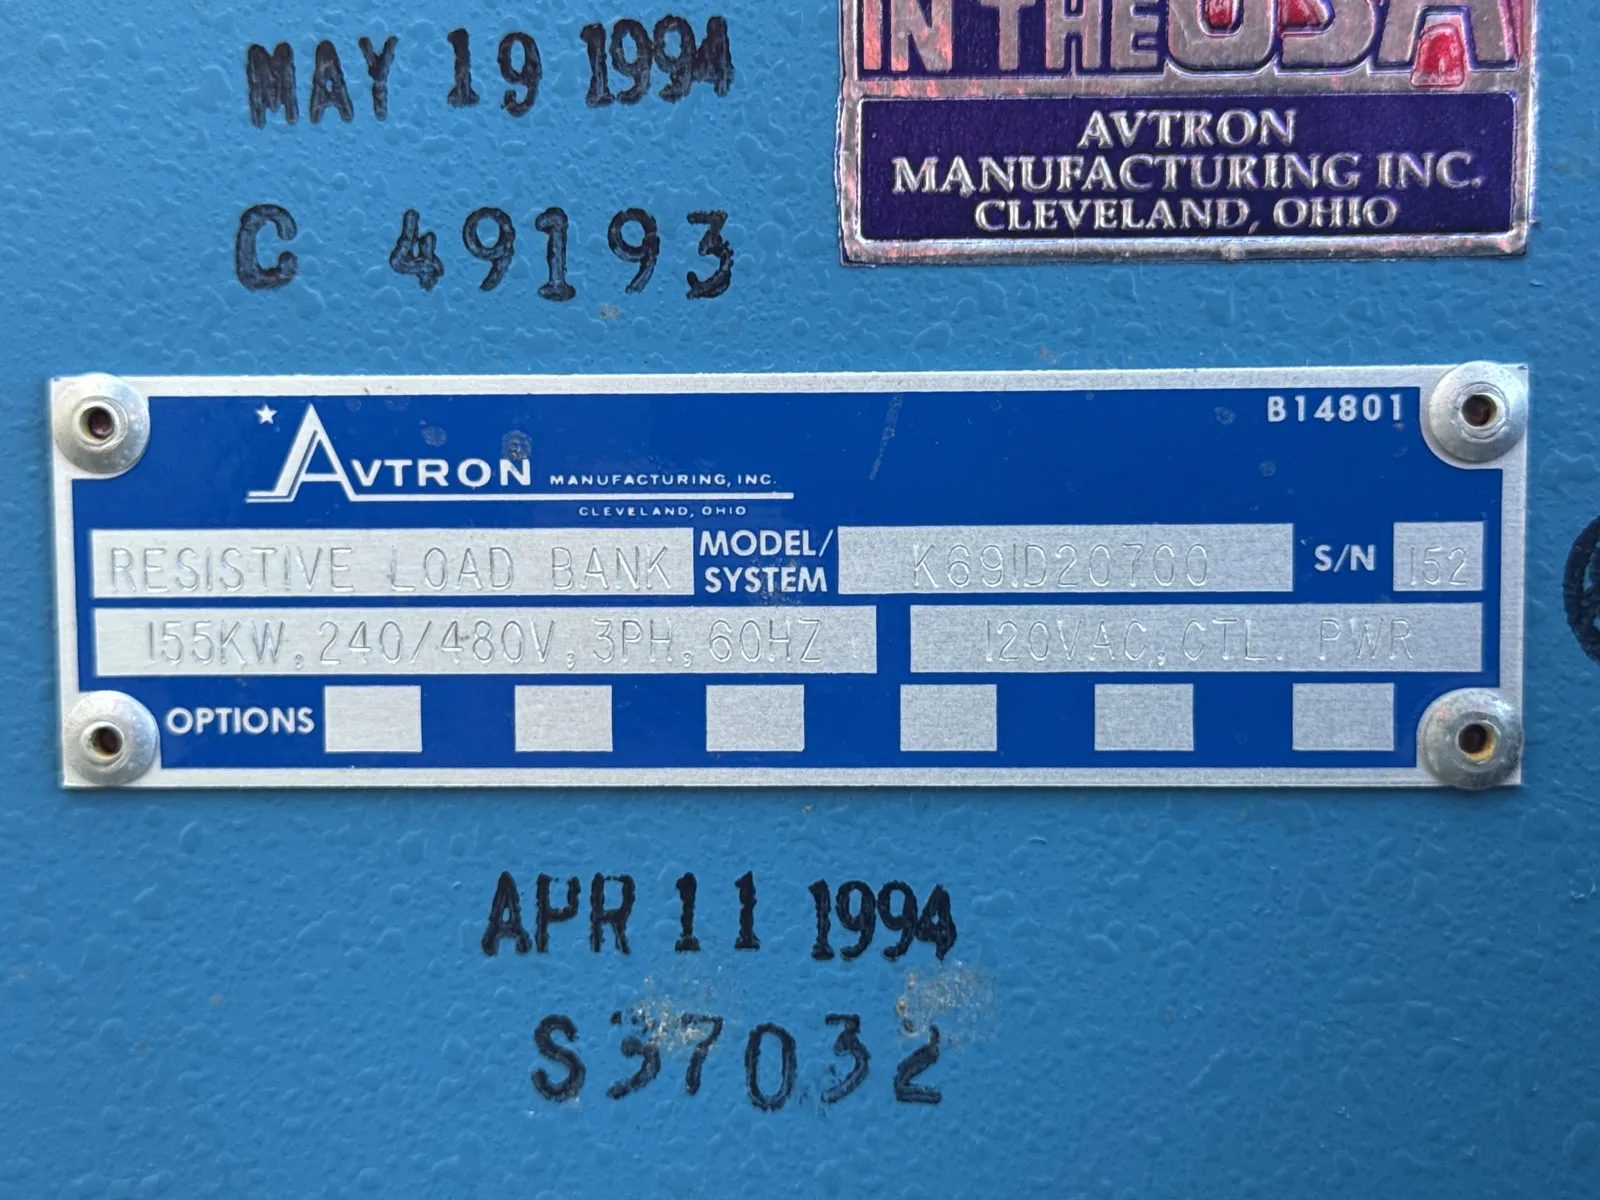 MAY 19 1994
IN THE USA
AVTRON
MANUFACTURING INC.
CLEVELAND, OHIO
C 49193
B14801
AVTRON MANUFACTURING, INC.
CLEVELAND, OHIO
RESISTIVE LOAD BANK MODEL/SYSTEM K691D20700 S/N 152
155KW, 240/480V, 3PH, 60HZ 120VAC, CTL. PWR
OPTIONS
APR 11 1994
S37032